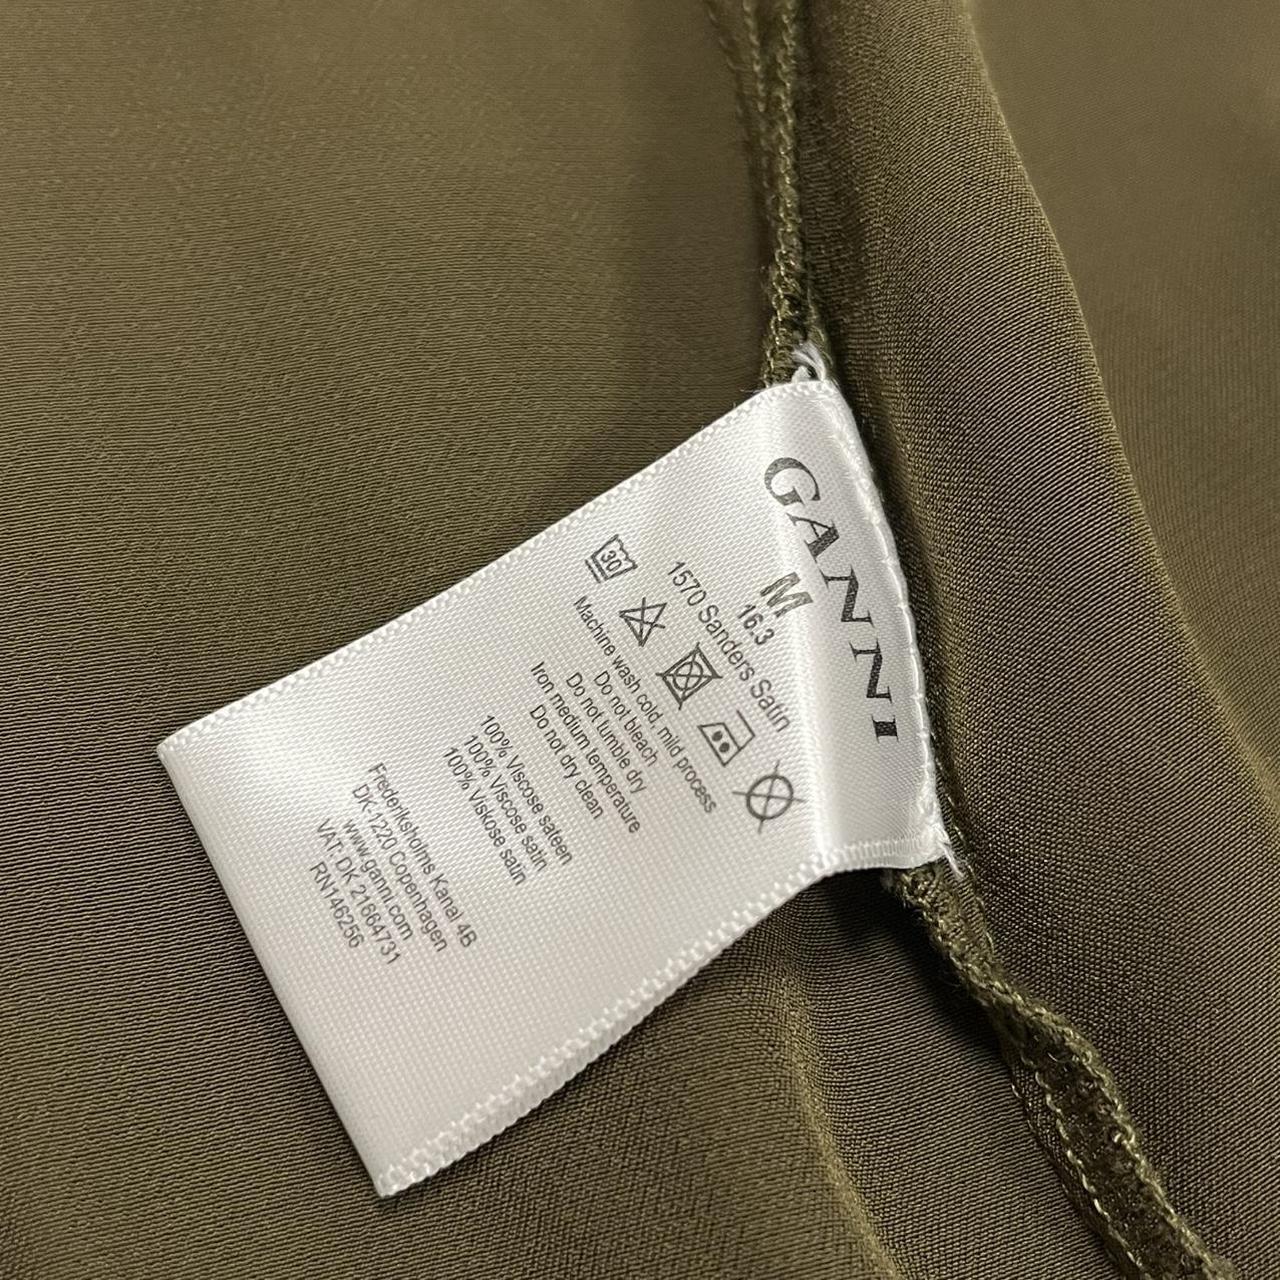 GANNI
M
16.3
1570 Sanders Satin
30
Machine wash cold, mild process
Do not bleach
Do not tumble dry
Iron medium temperature
Do not dry clean
100% Viscose sateen
100% Viscose satin
100% Viskose satin
Frederiksholms Kanal 4B
DK-1220 Copenhagen
www.ganni.com
VAT. DK 21664731
RN146256